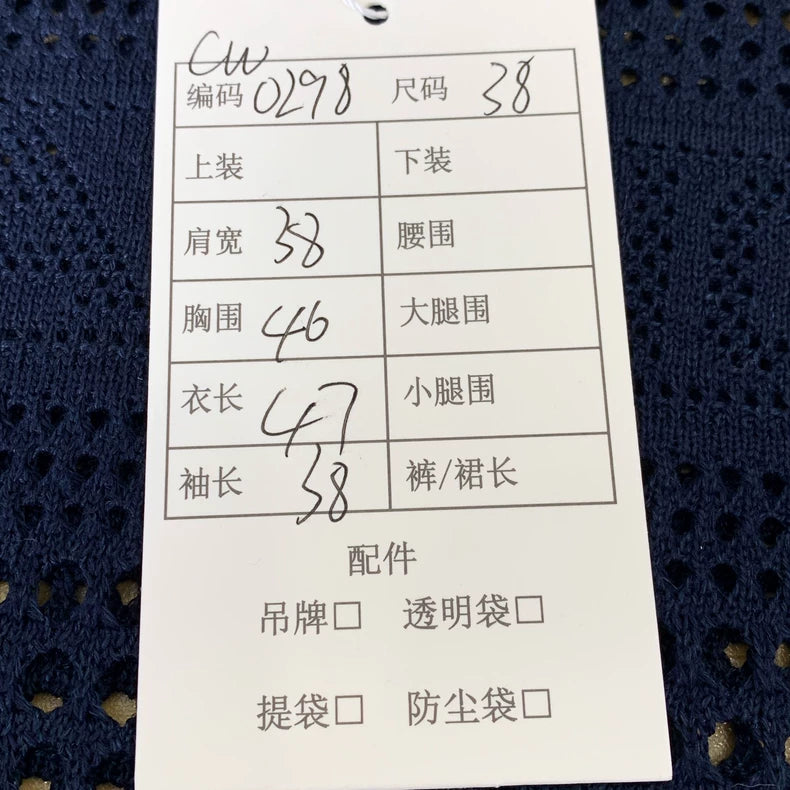 CW
编码 0298 尺码 38
上装 下装
肩宽 38 腰围
胸围 46 大腿围
衣长 47 小腿围
袖长 38 裤/裙长
配件
吊牌□ 透明袋□
提袋□ 防尘袋□